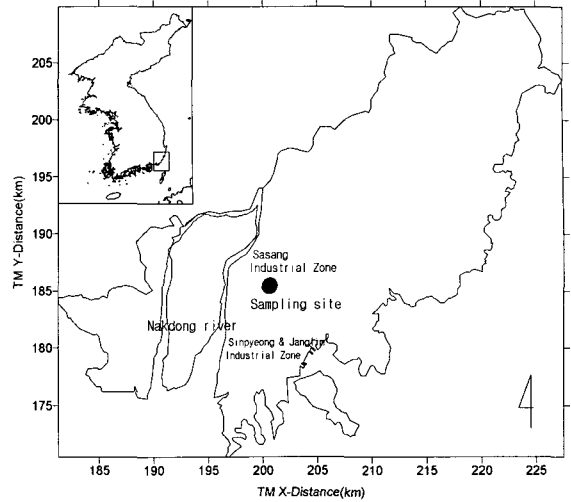 205
200
195
190
185
180
175
TM Y-Distance(km)
Sasang
Industrial Zone
Sampling site
Nakdong river
Sinpyeong & Janglim
Industrial Zone
185
190
195
200
205
210
215
220
225
TM X-Distance(km)